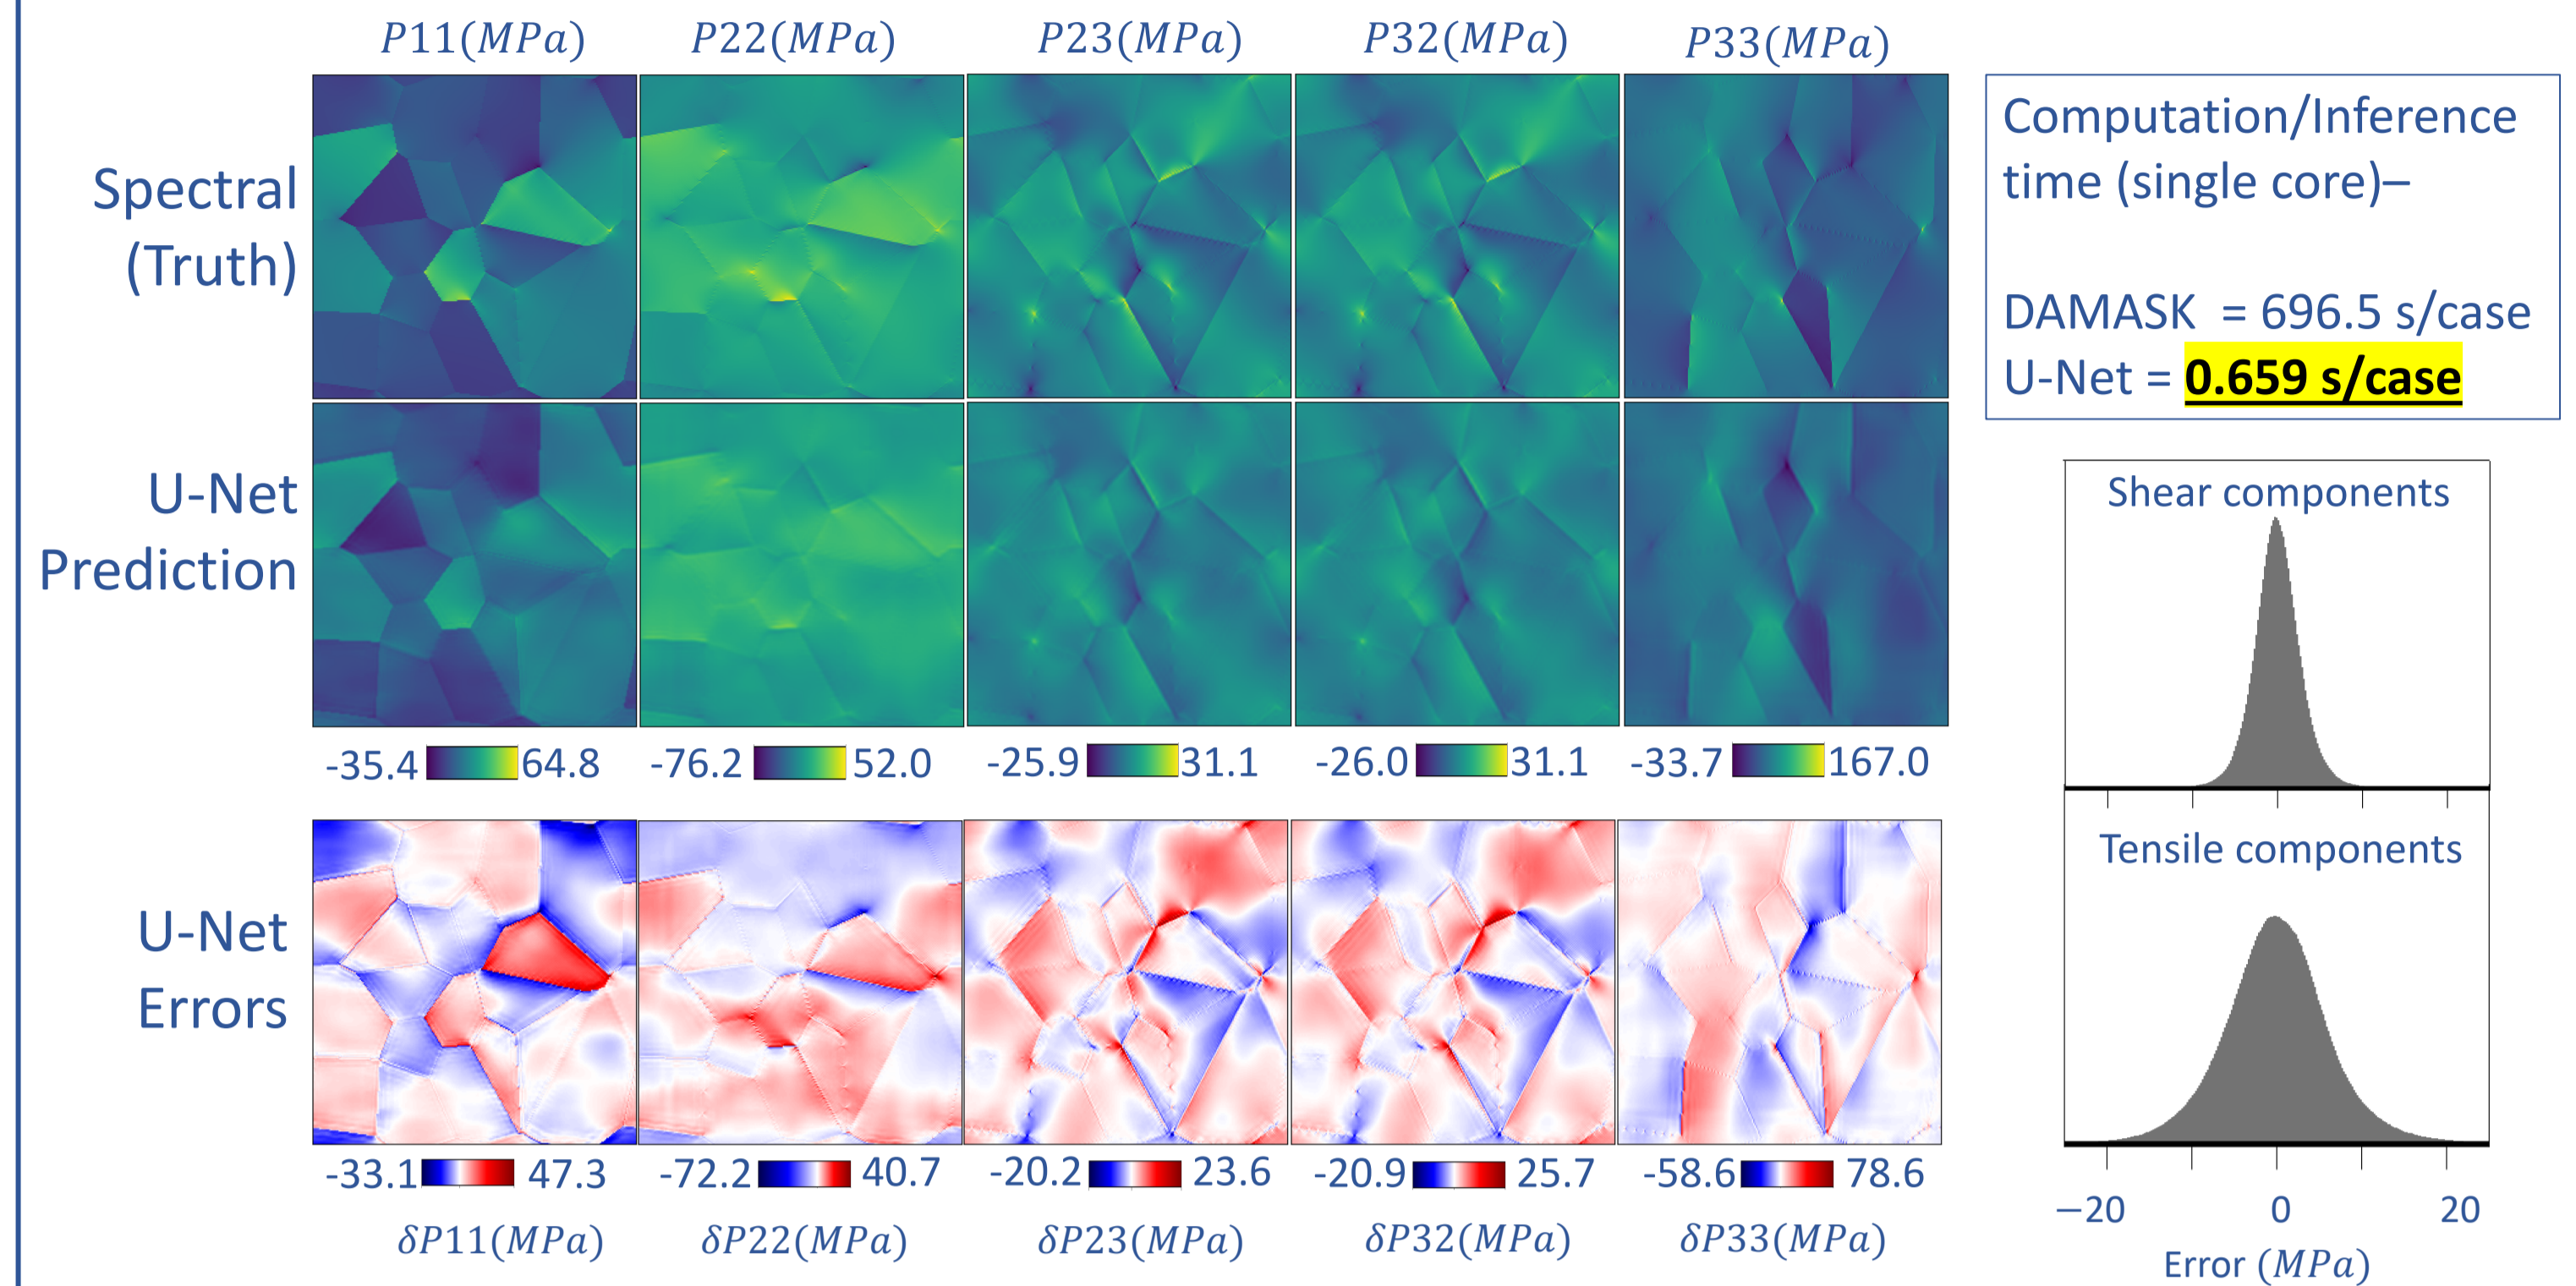 P11(MPa) P22(MPa) P23(MPa) P32(MPa) P33(MPa)
Spectral
(Truth)
U-Net
Prediction
-35.4 64.8 -76.2 52.0 -25.9 31.1 -26.0 31.1 -33.7 167.0
U-Net
Errors
-33.1 47.3 -72.2 40.7 -20.2 23.6 -20.9 25.7 -58.6 78.6
δP11(MPa) δP22(MPa) δP23(MPa) δP32(MPa) δP33(MPa)
Computation/Inference
time (single core)–
DAMASK = 696.5 s/case
U-Net = 0.659 s/case
Shear components
Tensile components
−20 0 20
Error (MPa)